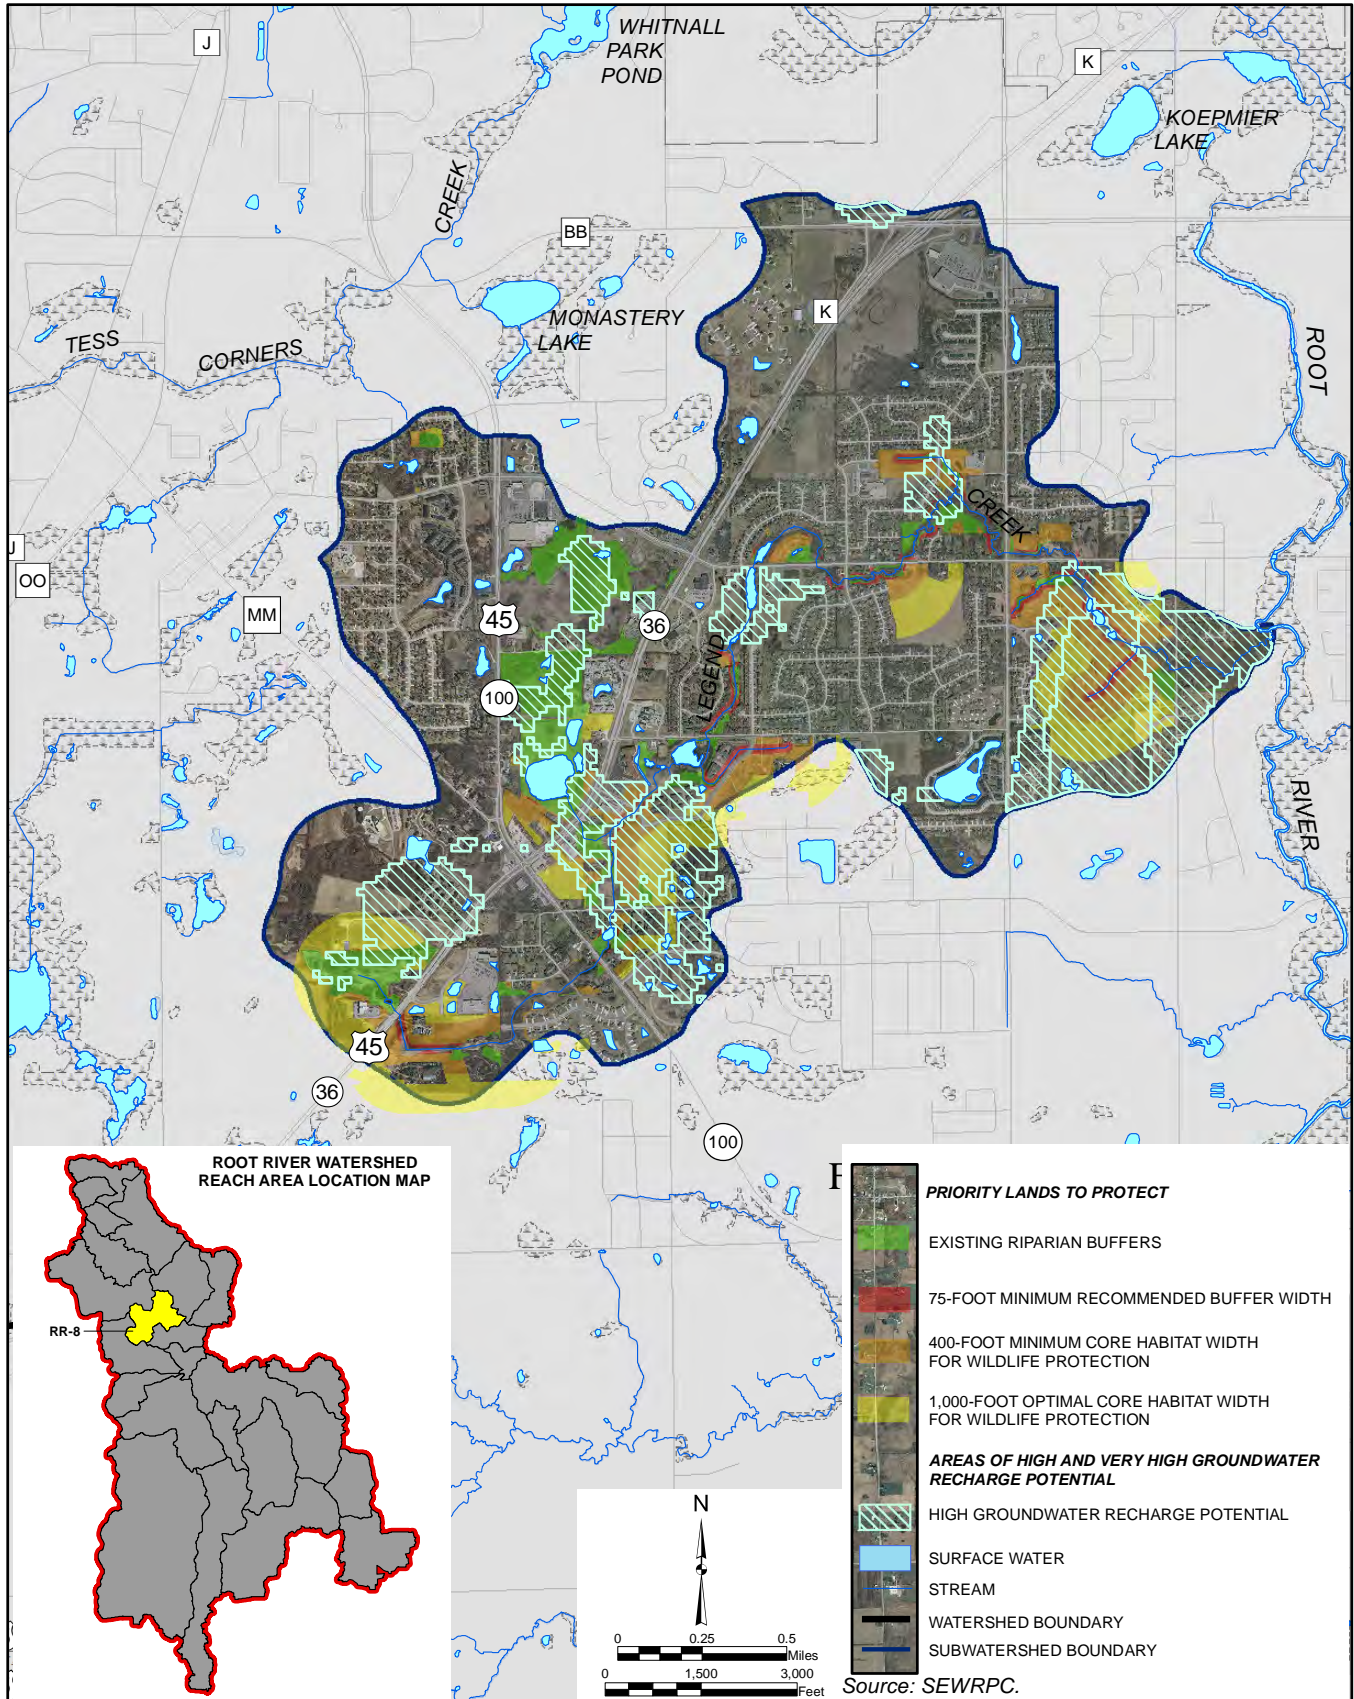 J
WHITNALL
PARK
POND
K
KOEPMIER
LAKE
CREEK
BB
MONASTERY
LAKE
K
TESS
CORNERS
ROOT
CREEK
J
OO
MM
45
36
100
LEGEND
RIVER
45
36
100
F
ROOT RIVER WATERSHED
REACH AREA LOCATION MAP
RR-8
PRIORITY LANDS TO PROTECT
EXISTING RIPARIAN BUFFERS
75-FOOT MINIMUM RECOMMENDED BUFFER WIDTH
400-FOOT MINIMUM CORE HABITAT WIDTH
FOR WILDLIFE PROTECTION
1,000-FOOT OPTIMAL CORE HABITAT WIDTH
FOR WILDLIFE PROTECTION
AREAS OF HIGH AND VERY HIGH GROUNDWATER
RECHARGE POTENTIAL
HIGH GROUNDWATER RECHARGE POTENTIAL
SURFACE WATER
STREAM
WATERSHED BOUNDARY
SUBWATERSHED BOUNDARY
N
0 0.25 0.5
Miles
0 1,500 3,000
Feet
Source: SEWRPC.